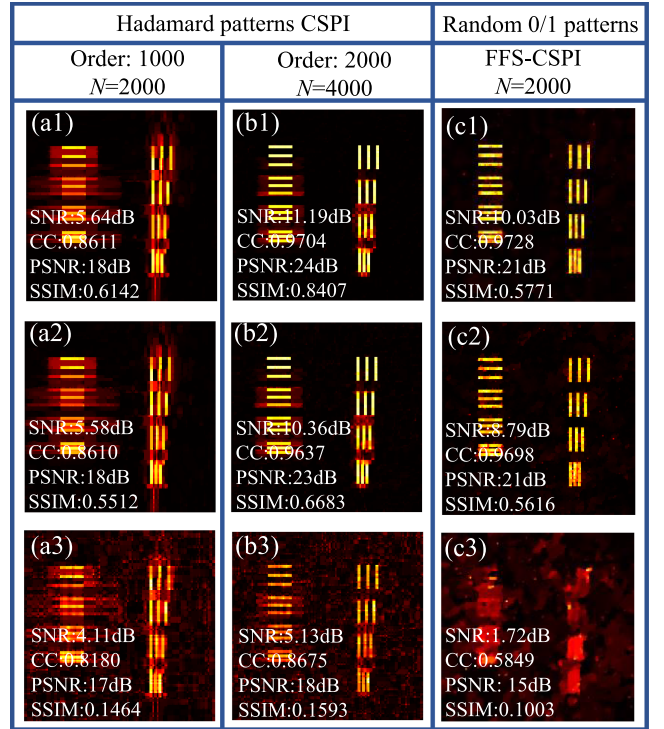 Hadamard patterns CSPI
Random 0/1 patterns
Order: 1000
N=2000
Order: 2000
N=4000
FFS-CSPI
N=2000
(a1)
SNR:5.64dB
CC:0.8611
PSNR:18dB
SSIM:0.6142
(b1)
SNR:11.19dB
CC:0.9704
PSNR:24dB
SSIM:0.8407
(c1)
SNR:10.03dB
CC:0.9728
PSNR:21dB
SSIM:0.5771
(a2)
SNR:5.58dB
CC:0.8610
PSNR:18dB
SSIM:0.5512
(b2)
SNR:10.36dB
CC:0.9637
PSNR:23dB
SSIM:0.6683
(c2)
SNR:8.79dB
CC:0.9698
PSNR:21dB
SSIM:0.5616
(a3)
SNR:4.11dB
CC:0.8180
PSNR:17dB
SSIM:0.1464
(b3)
SNR:5.13dB
CC:0.8675
PSNR:18dB
SSIM:0.1593
(c3)
SNR:1.72dB
CC:0.5849
PSNR: 15dB
SSIM:0.1003